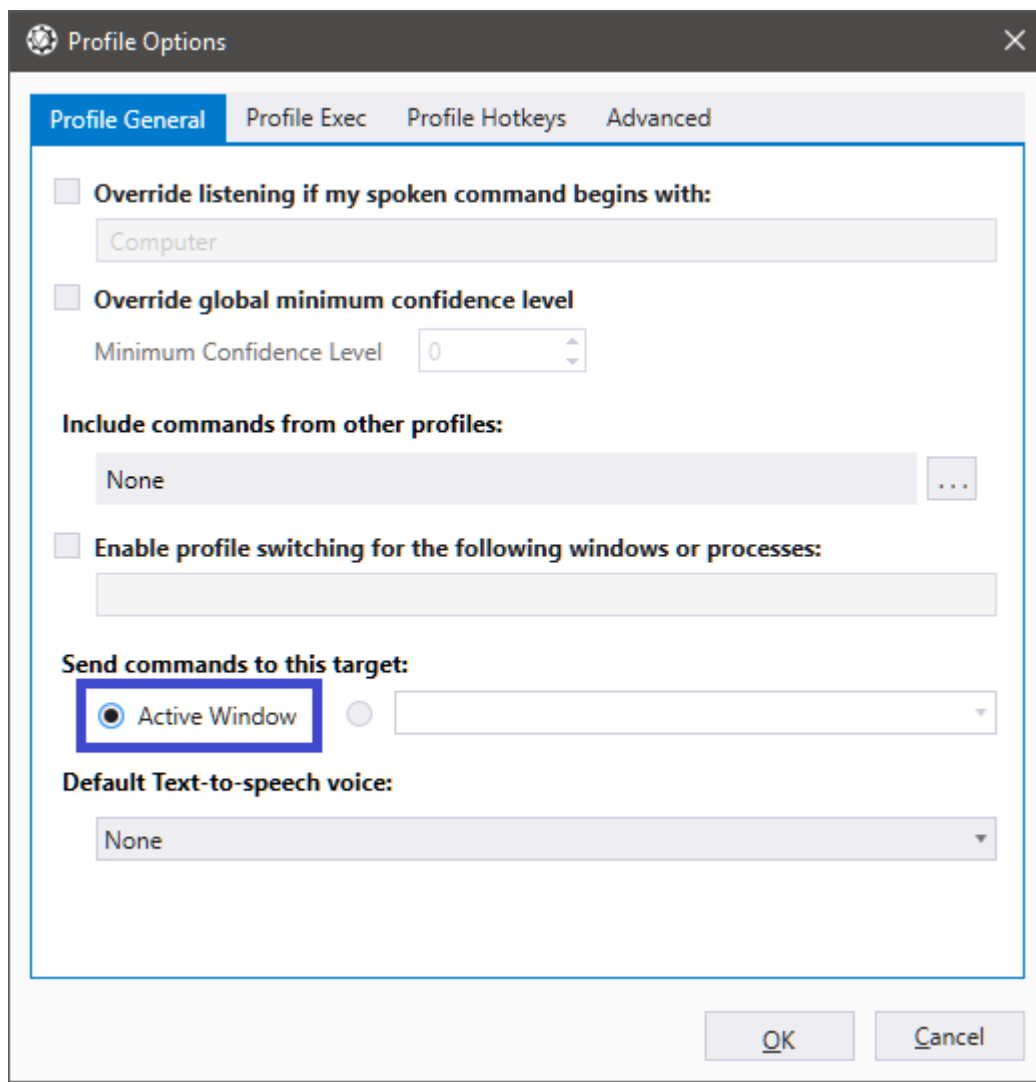 Profile Options
Profile General Profile Exec Profile Hotkeys Advanced
Override listening if my spoken command begins with:
Computer
Override global minimum confidence level
Minimum Confidence Level 0
Include commands from other profiles:
None ...
Enable profile switching for the following windows or processes:
Send commands to this target:
Active Window
Default Text-to-speech voice:
None
OK Cancel